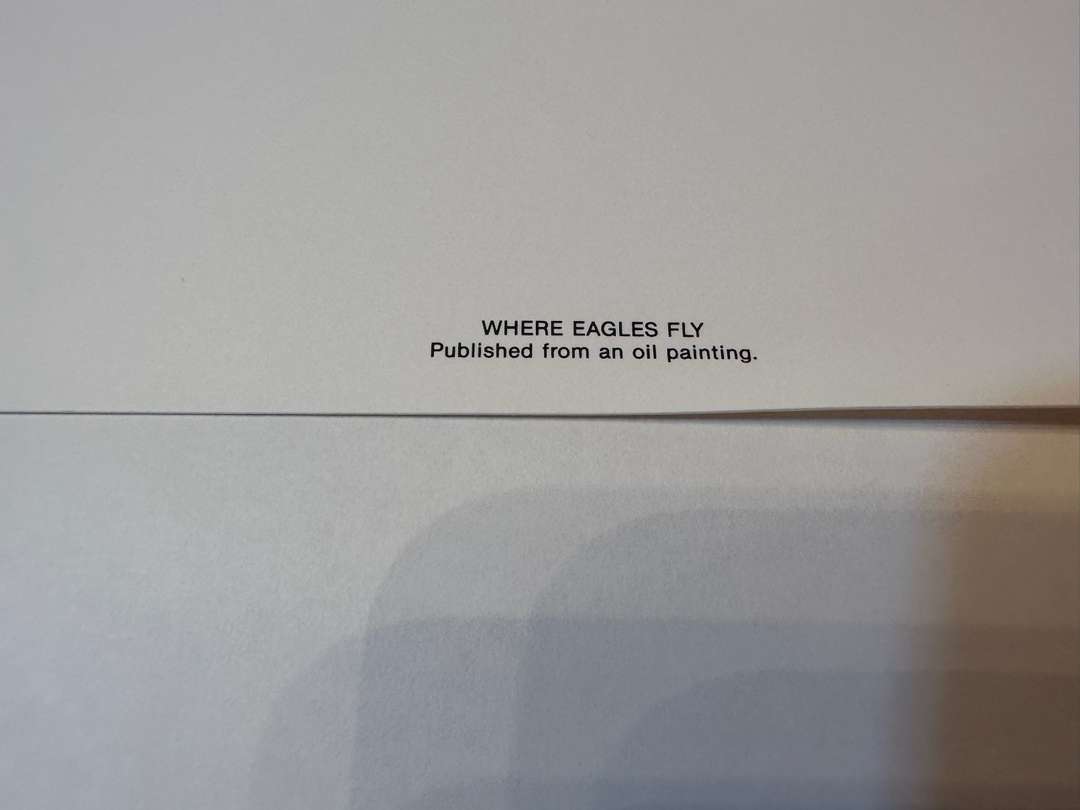 WHERE EAGLES FLY
Published from an oil painting.